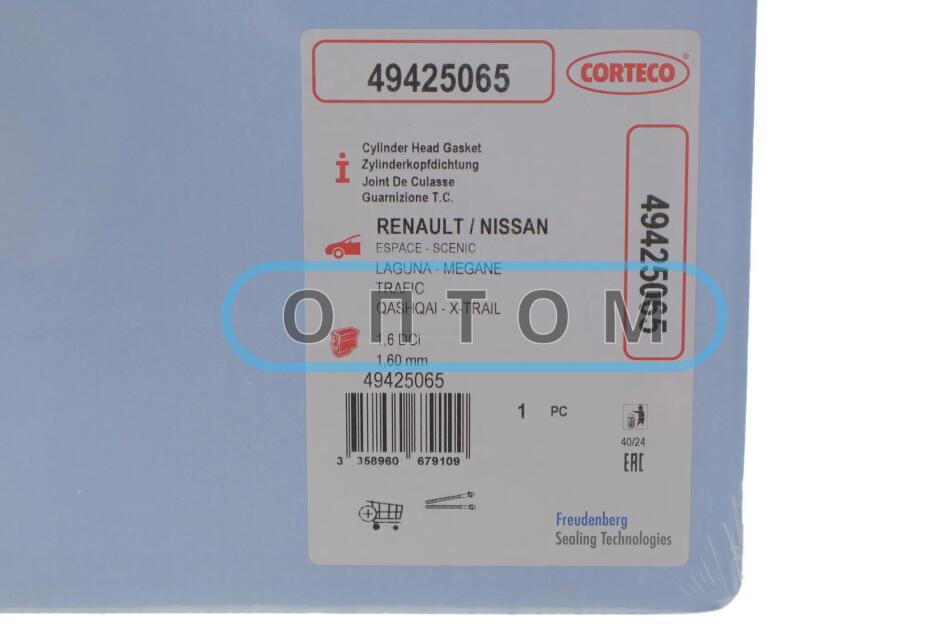 49425065
CORTECO®
Cylinder Head Gasket
Zylinderkopfdichtung
Joint De Culasse
Guarnizione T.C.
49425065
RENAULT / NISSAN
ESPACE - SCENIC
LAGUNA - MEGANE
TRAFIC
QASHQAI - X-TRAIL
ОПТОМ
1,6 DCi
1,60 mm
49425065
1 PC
3 358960 679109
40/24
EAC
Freudenberg
Sealing Technologies